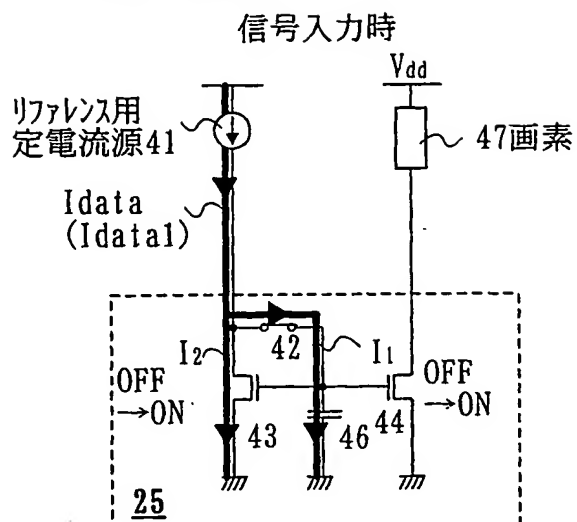 信号入力時
Vdd
リファレンス用
定電流源41
47画素
Idata
(Idata1)
42
I2
I1
OFF
→ON
OFF
→ON
43
46
44
25